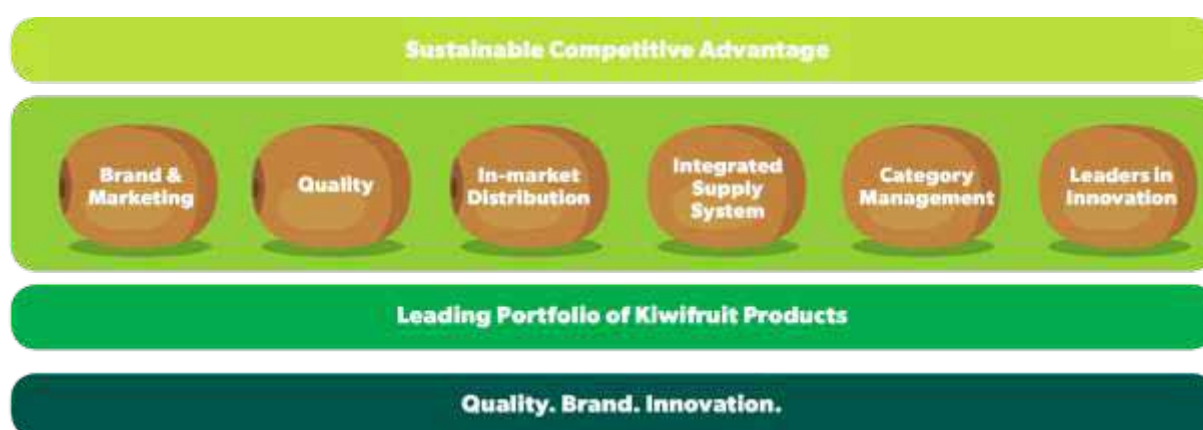 Sustainable Competitive Advantage
Brand &
Marketing
Quality
In-market
Distribution
Integrated
Supply
System
Category
Management
Leaders in
Innovation
Leading Portfolio of Kiwifruit Products
Quality. Brand. Innovation.